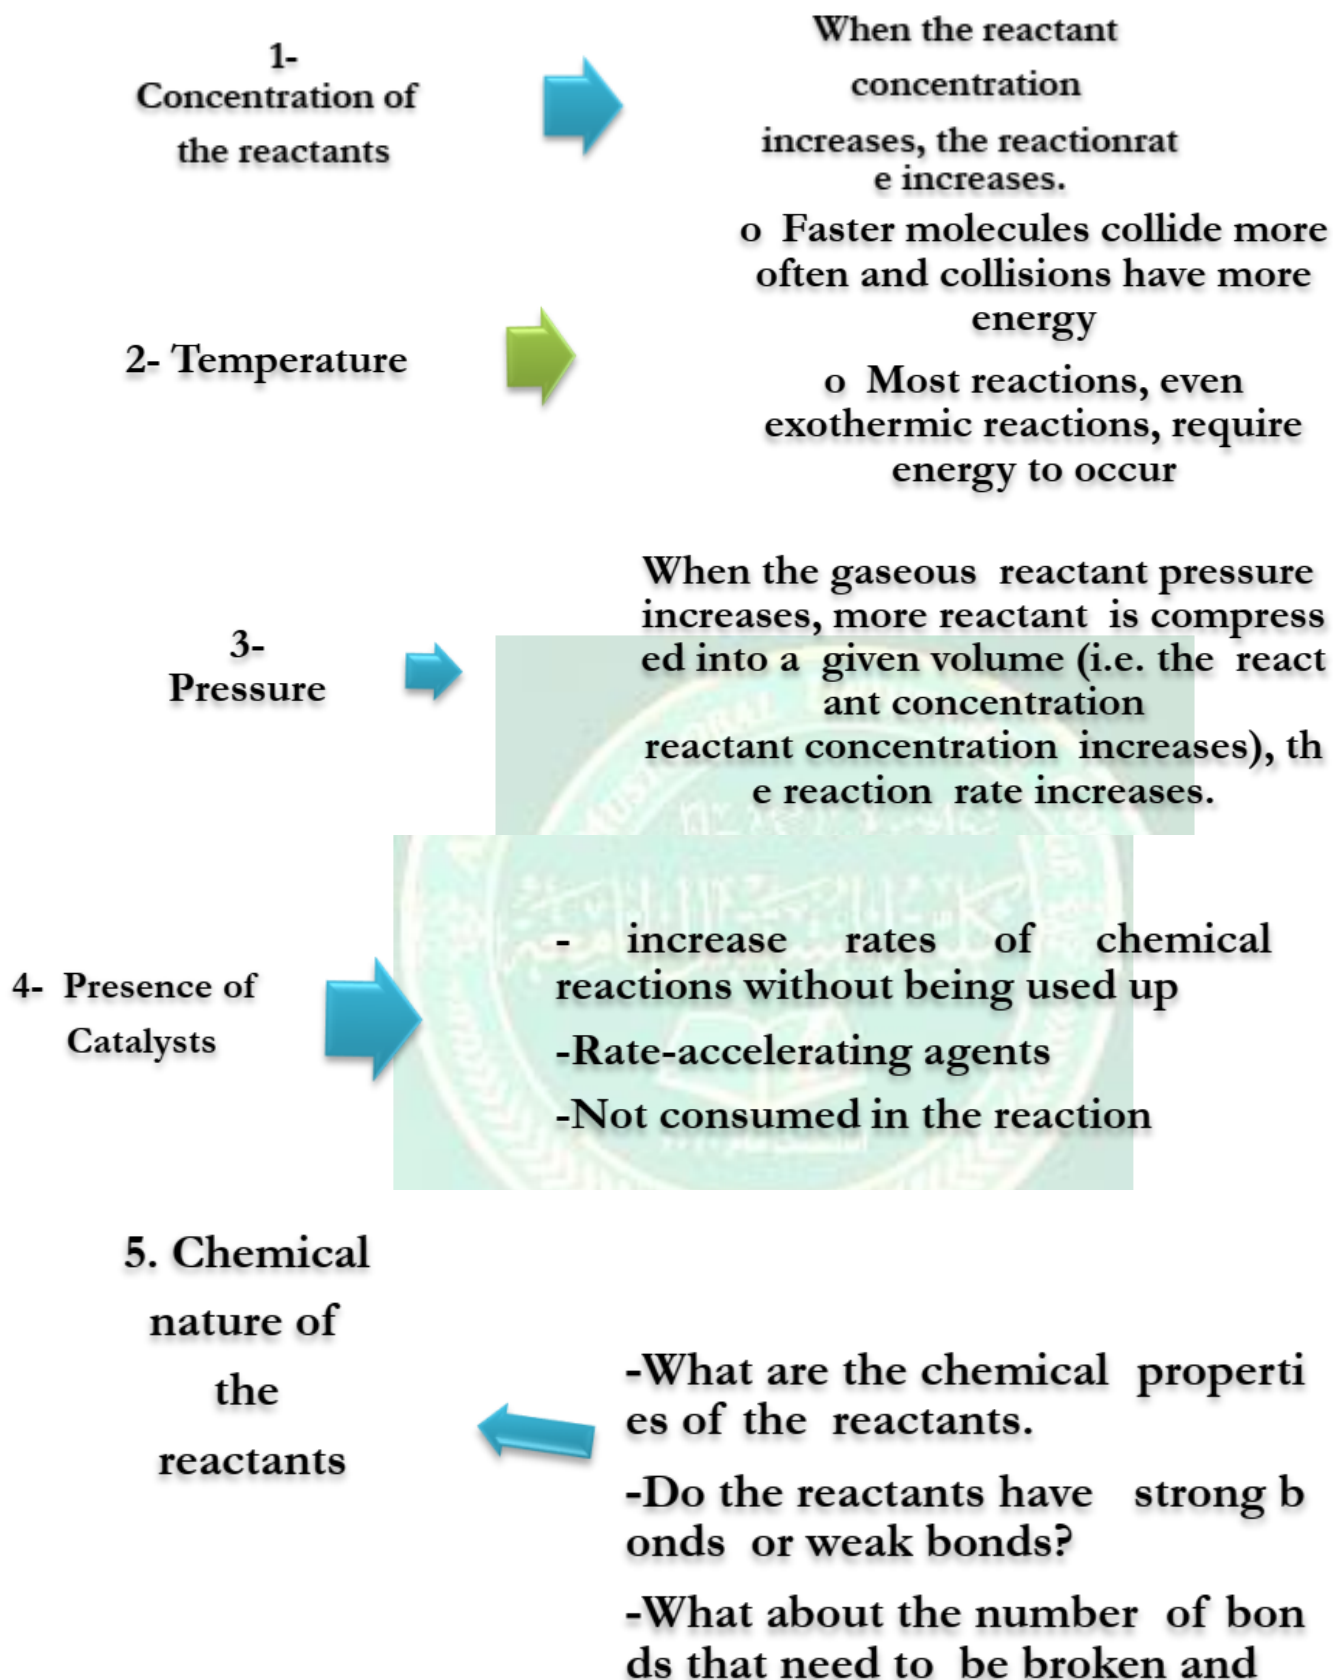 1-
Concentration of
the reactants
When the reactant
concentration
increases, the reactionrat
e increases.
2- Temperature
o Faster molecules collide more
often and collisions have more
energy
o Most reactions, even
exothermic reactions, require
energy to occur
3-
Pressure
When the gaseous reactant pressure
increases, more reactant is compress
ed into a given volume (i.e. the react
ant concentration
reactant concentration increases), th
e reaction rate increases.
4- Presence of
Catalysts
- increase rates of chemical
reactions without being used up
-Rate-accelerating agents
-Not consumed in the reaction
5. Chemical
nature of
the
reactants
-What are the chemical properti
es of the reactants.
-Do the reactants have strong b
onds or weak bonds?
-What about the number of bon
ds that need to be broken and